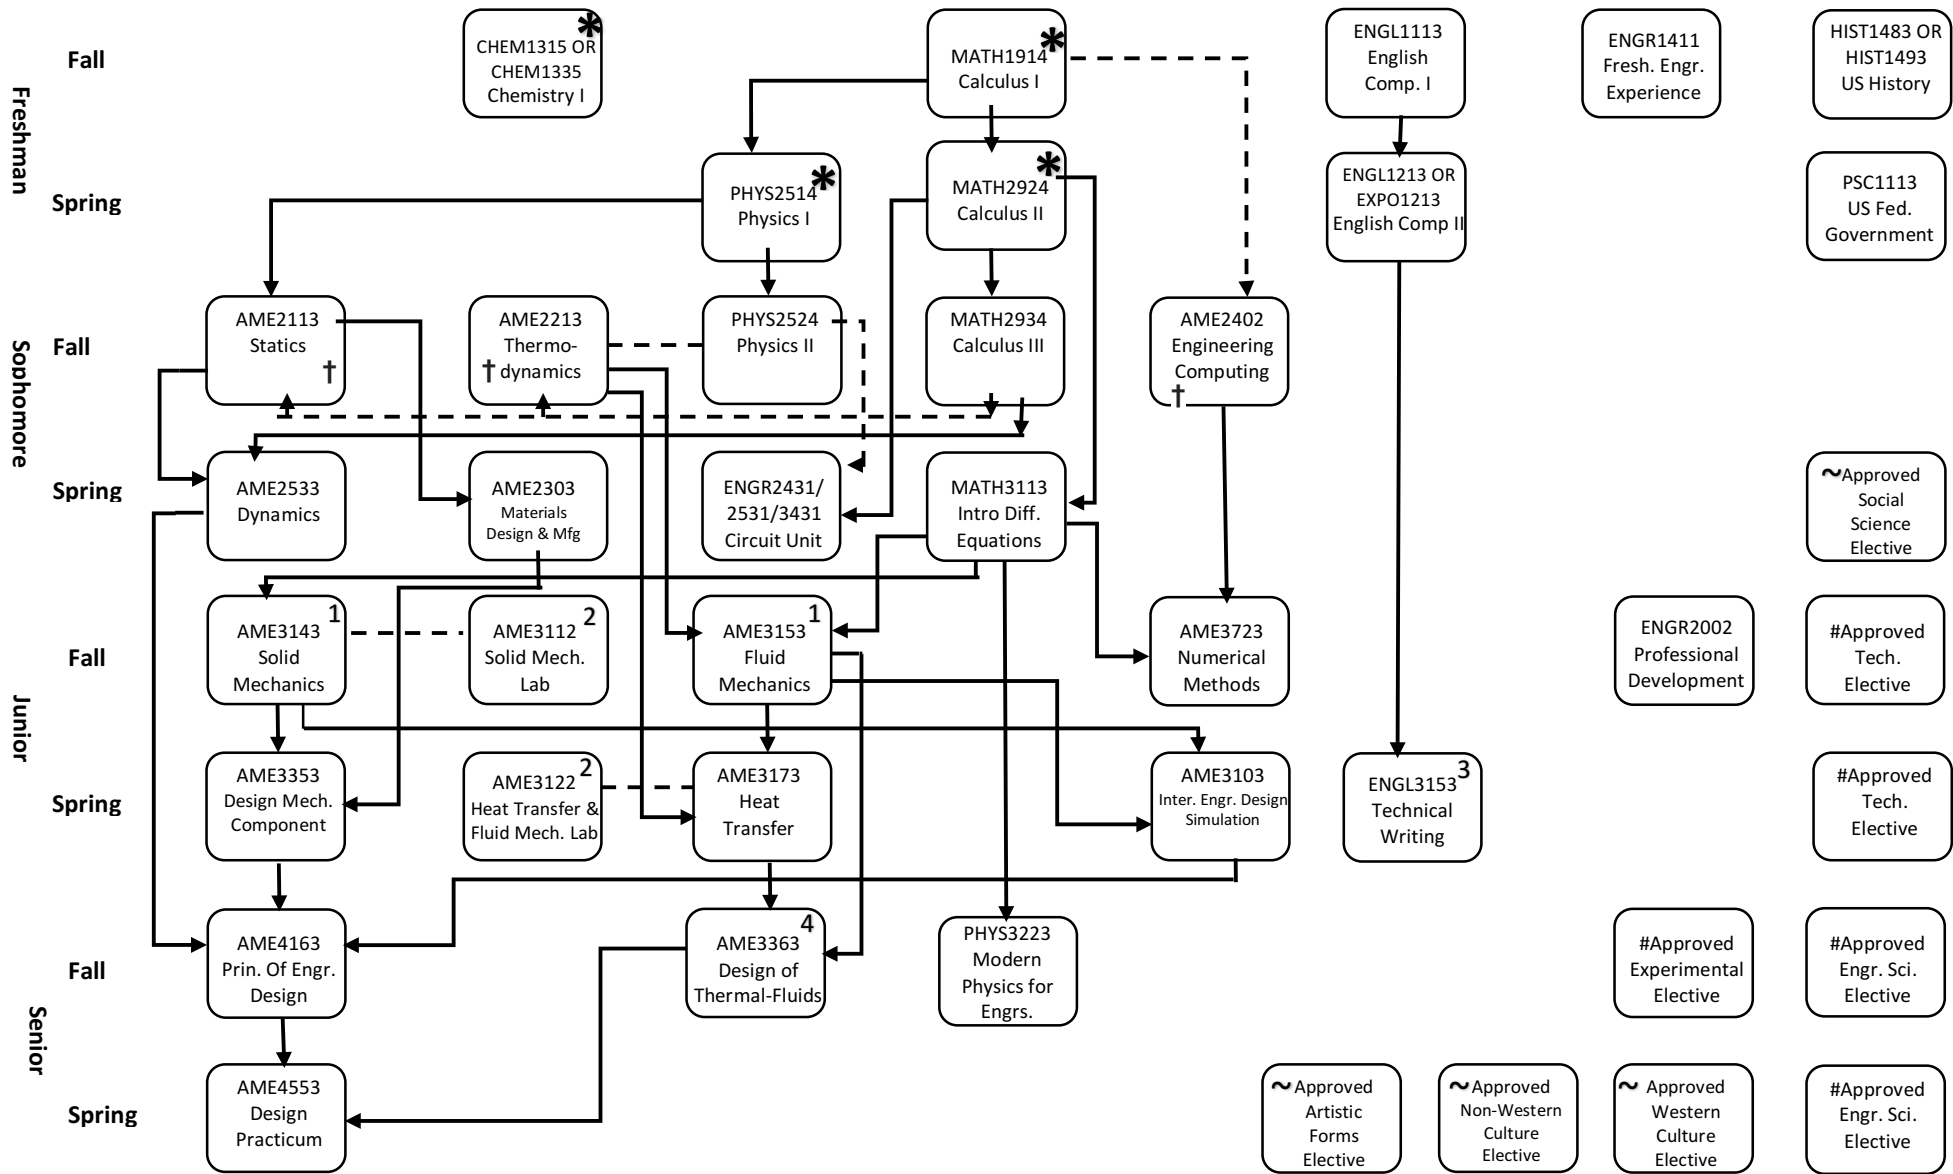 Freshman
Fall
CHEM1315 OR
CHEM1335
Chemistry I
*
MATH1914
Calculus I
*
ENGL1113
English
Comp. I
ENGR1411
Fresh. Engr.
Experience
HIST1483 OR
HIST1493
US History
Spring
PHYS2514
Physics I
*
MATH2924
Calculus II
*
ENGL1213 OR
EXPO1213
English Comp II
PSC1113
US Fed.
Government
Sophomore
Fall
AME2113
Statics
†
AME2213
Thermo-
† dynamics
PHYS2524
Physics II
MATH2934
Calculus III
AME2402
Engineering
Computing
†
Spring
AME2533
Dynamics
AME2303
Materials
Design & Mfg
ENGR2431/
2531/3431
Circuit Unit
MATH3113
Intro Diff.
Equations
~Approved
Social
Science
Elective
Junior
Fall
AME3143 1
Solid
Mechanics
AME3112 2
Solid Mech.
Lab
AME3153 1
Fluid
Mechanics
AME3723
Numerical
Methods
ENGR2002
Professional
Development
#Approved
Tech.
Elective
Spring
AME3353
Design Mech.
Component
AME3122 2
Heat Transfer &
Fluid Mech. Lab
AME3173
Heat
Transfer
AME3103
Inter. Engr. Design
Simulation
ENGL3153 3
Technical
Writing
#Approved
Tech.
Elective
Senior
Fall
AME4163
Prin. Of Engr.
Design
AME3363 4
Design of
Thermal-Fluids
PHYS3223
Modern
Physics for
Engrs.
#Approved
Experimental
Elective
#Approved
Engr. Sci.
Elective
Spring
AME4553
Design
Practicum
~Approved
Artistic
Forms
Elective
~Approved
Non-Western
Culture
Elective
~ Approved
Western
Culture
Elective
#Approved
Engr. Sci.
Elective